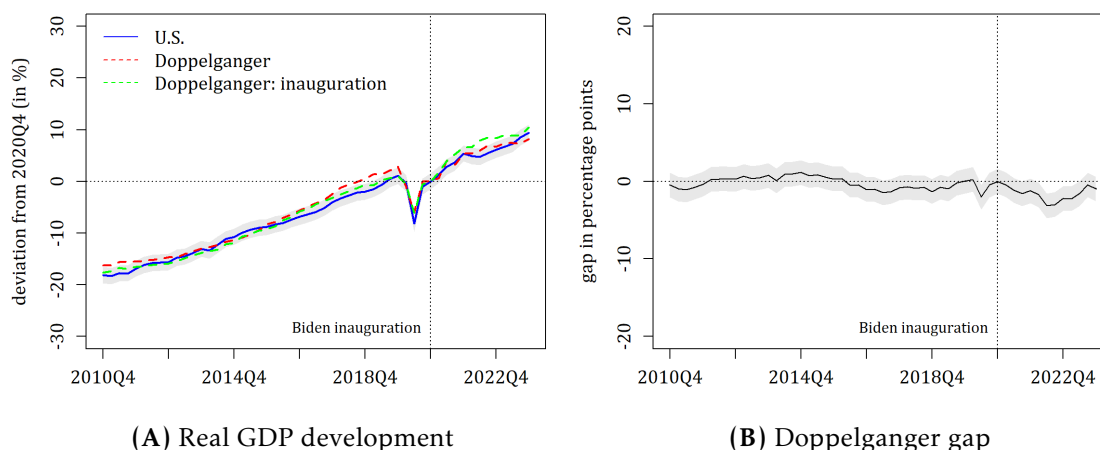 deviation from 2020Q4 (in %)
30
20
10
0
-10
-20
-30
U.S.
Doppelganger
Doppelganger: inauguration
Biden inauguration
2010Q4 2014Q4 2018Q4 2022Q4
(A) Real GDP development
gap in percentage points
20
10
0
-10
-20
Biden inauguration
2010Q4 2014Q4 2018Q4 2022Q4
(B) Doppelganger gap